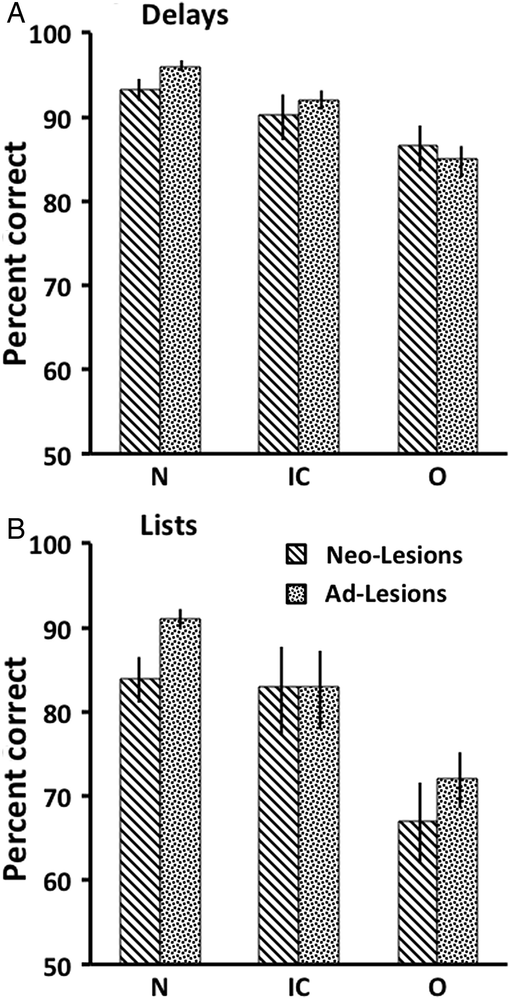 A
Delays
100
90
80
70
60
50
Percent correct
N IC O
B
Lists
100
90
80
70
60
50
Percent correct
Neo-Lesions
Ad-Lesions
N IC O